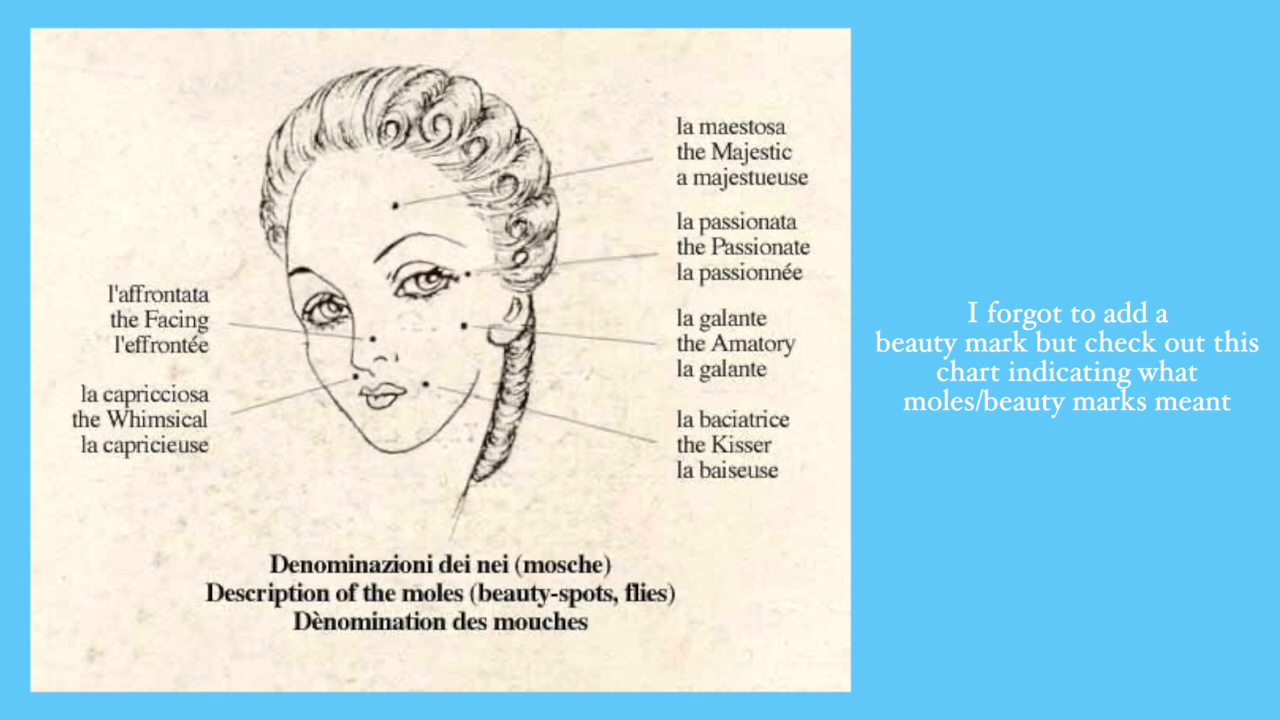 la maestosa
the Majestic
a majestueuse
la passionata
the Passionate
la passionnée
l'affrontata
the Facing
l'effrontée
la galante
the Amatory
la galante
la capricciosa
the Whimsical
la capricieuse
la baciatrice
the Kisser
la baiseuse
Denominazioni dei nei (mosche)
Description of the moles (beauty-spots, flies)
Dènomination des mouches
I forgot to add a
beauty mark but check out this
chart indicating what
moles/beauty marks meant